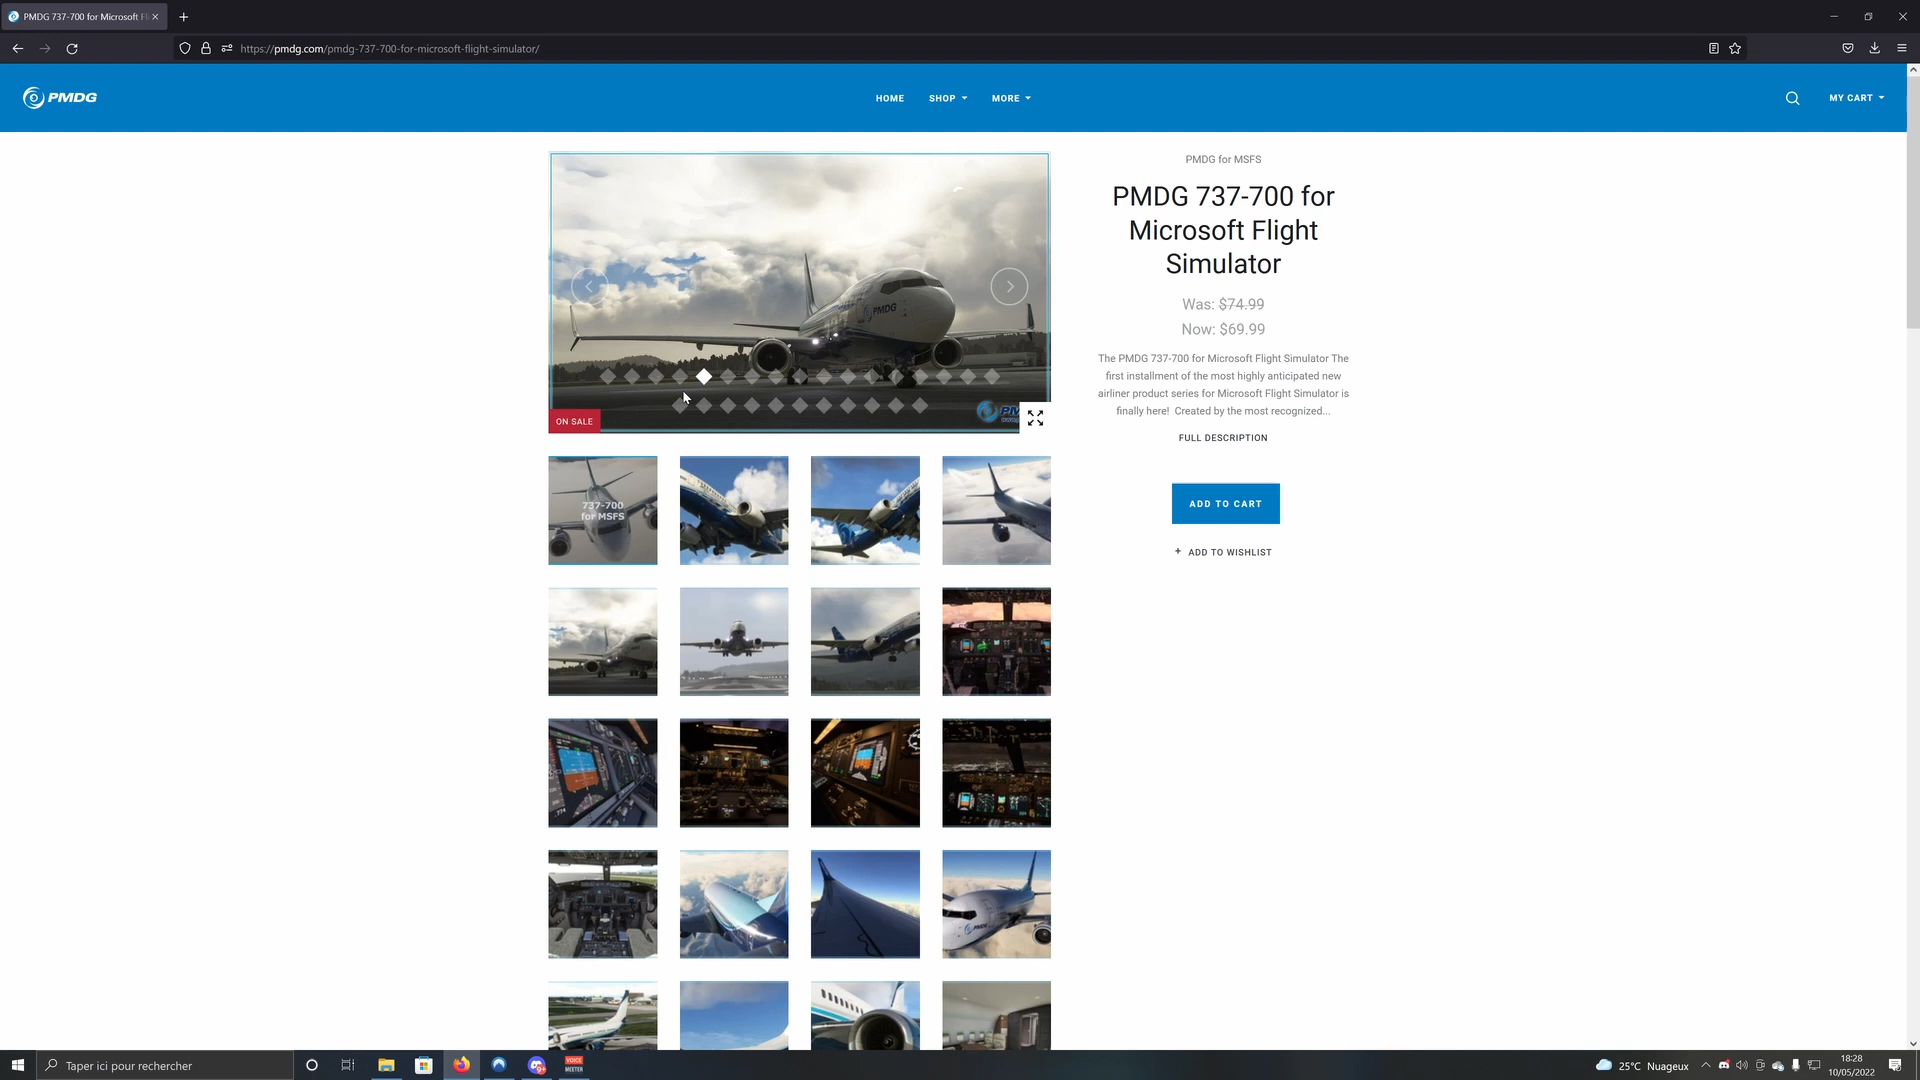 PMDG 737-700 for Microsoft Fl
https://pmdg.com/pmdg-737-700-for-microsoft-flight-simulator/
PMDG
HOME
SHOP
MORE
MY CART
PMDG
ON SALE
PMDG for MSFS
PMDG 737-700 for
Microsoft Flight
Simulator
Was: $74.99
Now: $69.99
The PMDG 737-700 for Microsoft Flight Simulator The
first installment of the most highly anticipated new
airliner product series for Microsoft Flight Simulator is
finally here! Created by the most recognized...
FULL DESCRIPTION
ADD TO CART
+ ADD TO WISHLIST
737-700
for MSFS
Taper ici pour rechercher
VOICE
MEETER
25°C Nuageux
18:28
10/05/2022